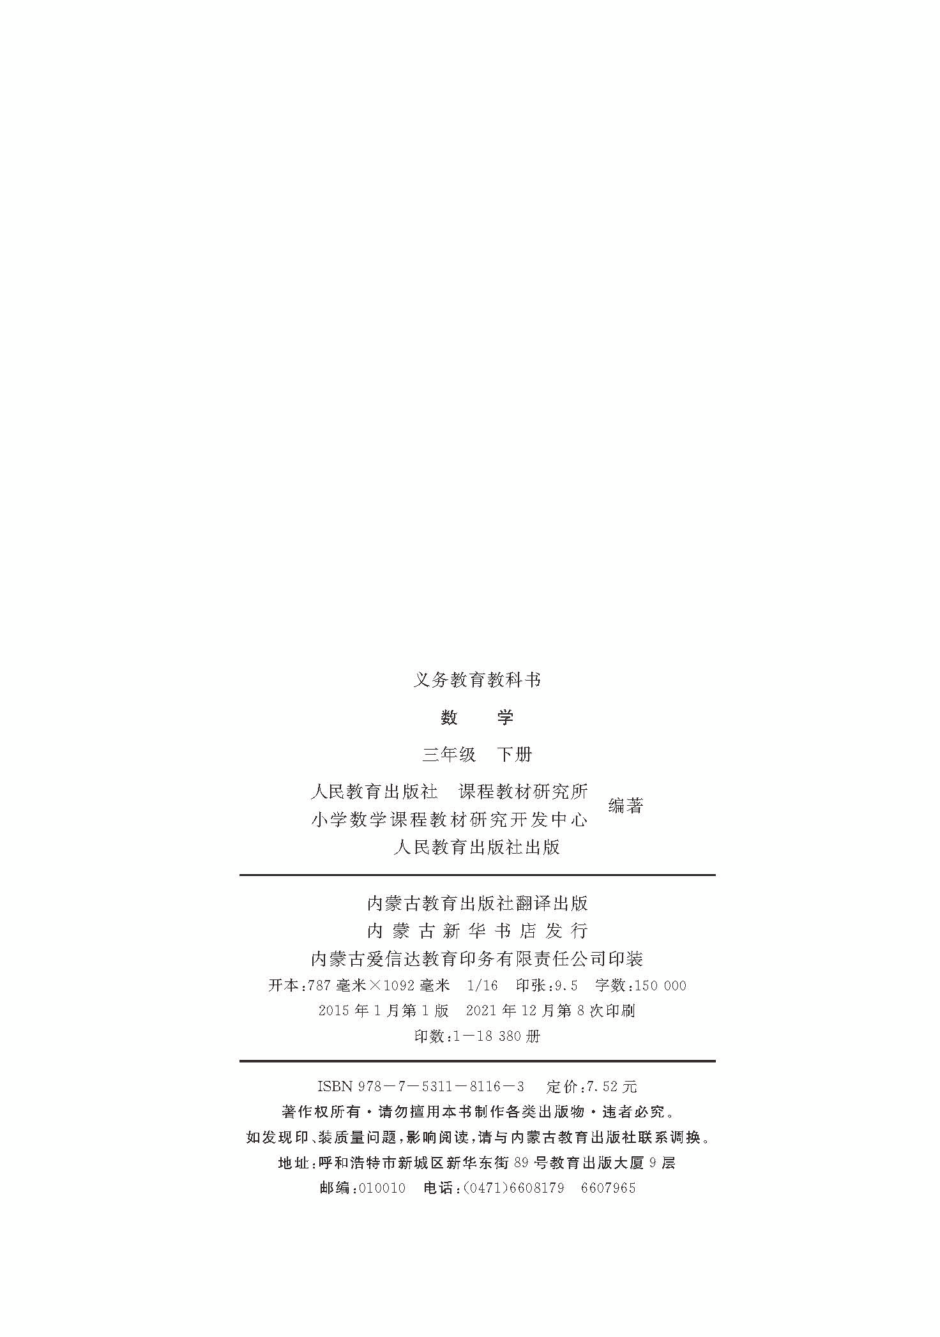 义务教育教科书
数 学
三年级 下册
人民教育出版社 课程教材研究所
小学数学课程教材研究开发中心
编著
人民教育出版社出版
内蒙古教育出版社翻译出版
内蒙古新华书店发行
内蒙古爱信达教育印务有限责任公司印装
开本:787 毫米×1092 毫米 1/16 印张:9.5 字数:150 000
2015 年 1 月第 1 版 2021 年 12 月第 8 次印刷
印数:1—18 380 册
ISBN 978—7—5311—8116—3 定价:7.52 元
著作权所有·请勿擅用本书制作各类出版物·违者必究。
如发现印、装质量问题,影响阅读,请与内蒙古教育出版社联系调换。
地址:呼和浩特市新城区新华东街 89 号教育出版大厦 9 层
邮编:010010 电话:(0471)6608179 6607965